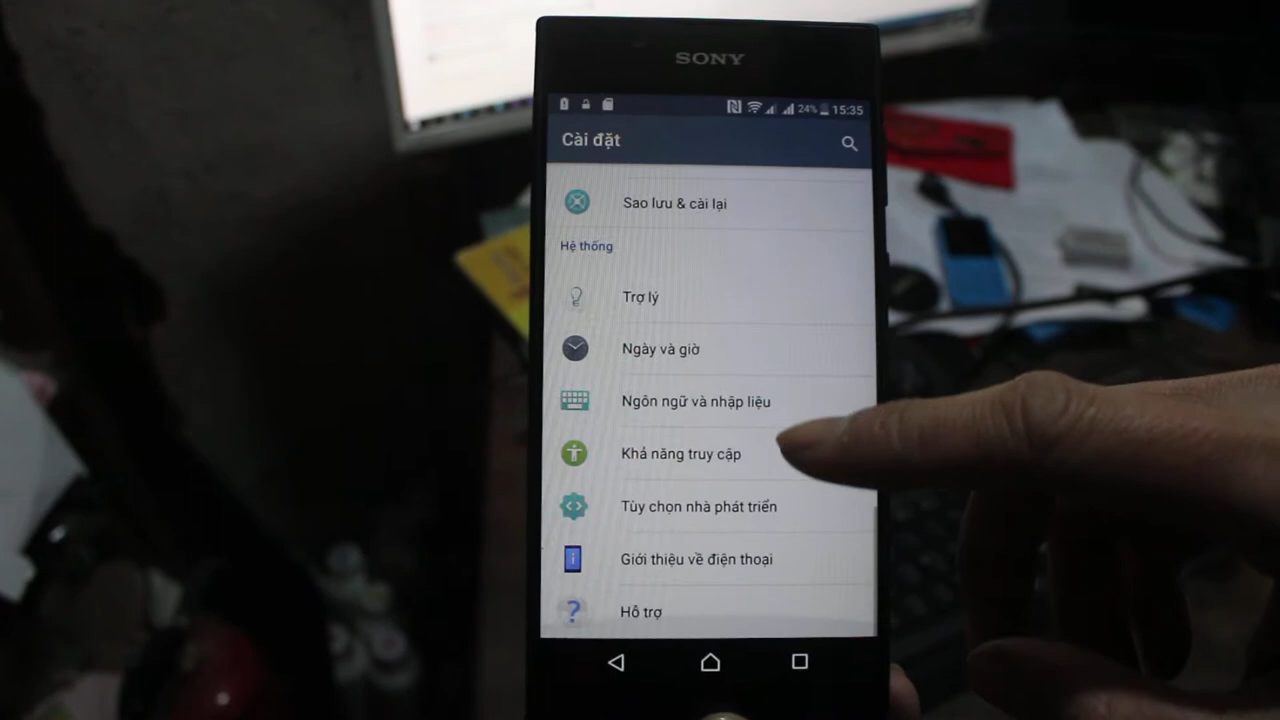 SONY
24% 15:35
Cài đặt
Sao lưu & cài lại
Hệ thống
Trợ lý
Ngày và giờ
Ngôn ngữ và nhập liệu
Khả năng truy cập
Tùy chọn nhà phát triển
Giới thiệu về điện thoại
Hỗ trợ